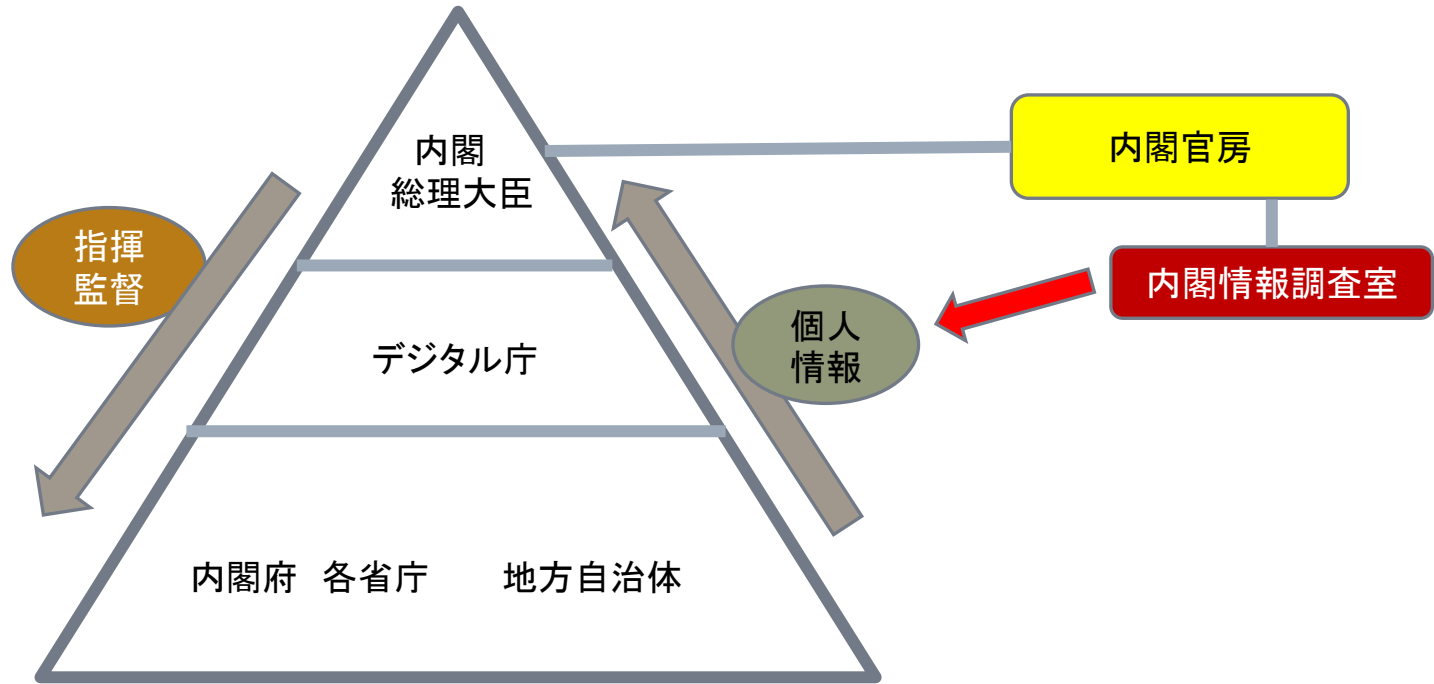 内閣
総理大臣
内閣官房
指揮
監督
内閣情報調査室
個人
情報
デジタル庁
内閣府 各省庁 地方自治体